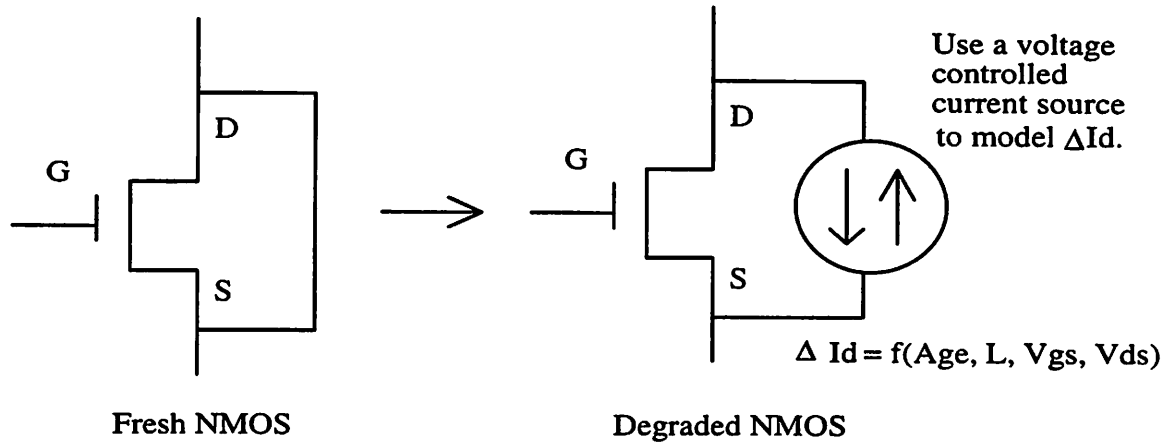 D
G
S
Fresh NMOS
D
G
S
Use a voltage
controlled
current source
to model ΔId.
Δ Id = f(Age, L, Vgs, Vds)
Degraded NMOS